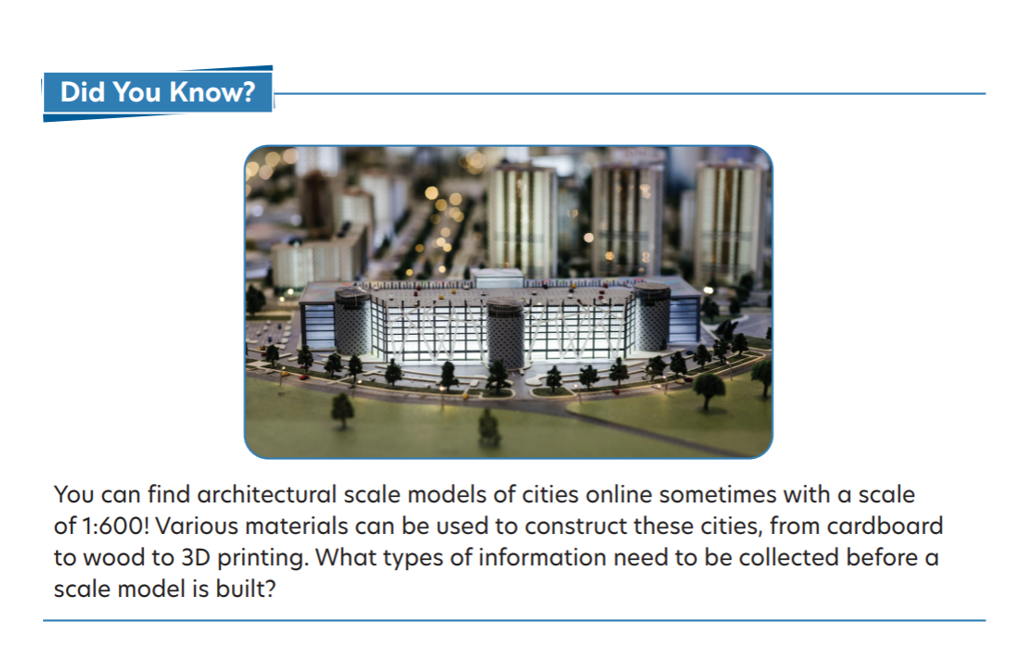 Did You Know?
You can find architectural scale models of cities online sometimes with a scale
of 1:600! Various materials can be used to construct these cities, from cardboard
to wood to 3D printing. What types of information need to be collected before a
scale model is built?